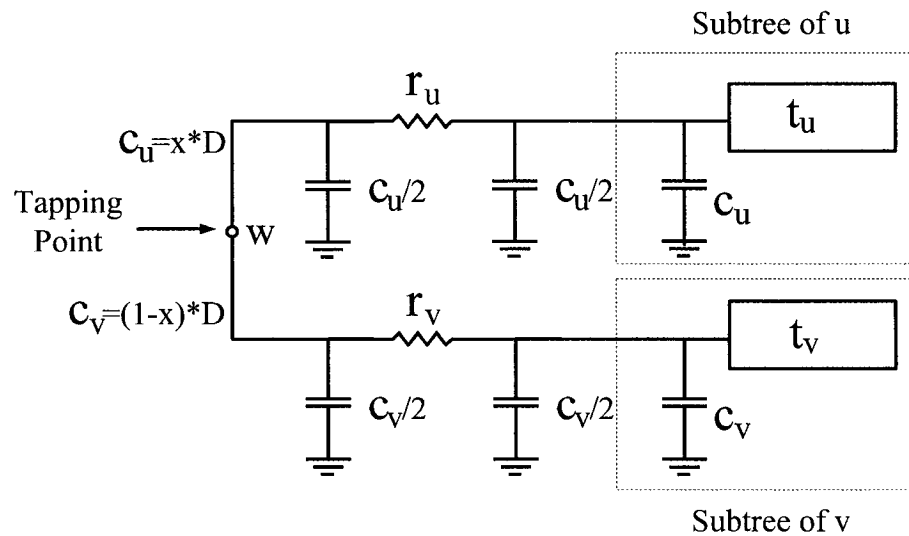 Subtree of u
r_u
t_u
c_u=x*D
c_u/2
c_u/2
c_u
Tapping
Point
w
c_v=(1-x)*D
r_v
t_v
c_v/2
c_v/2
c_v
Subtree of v